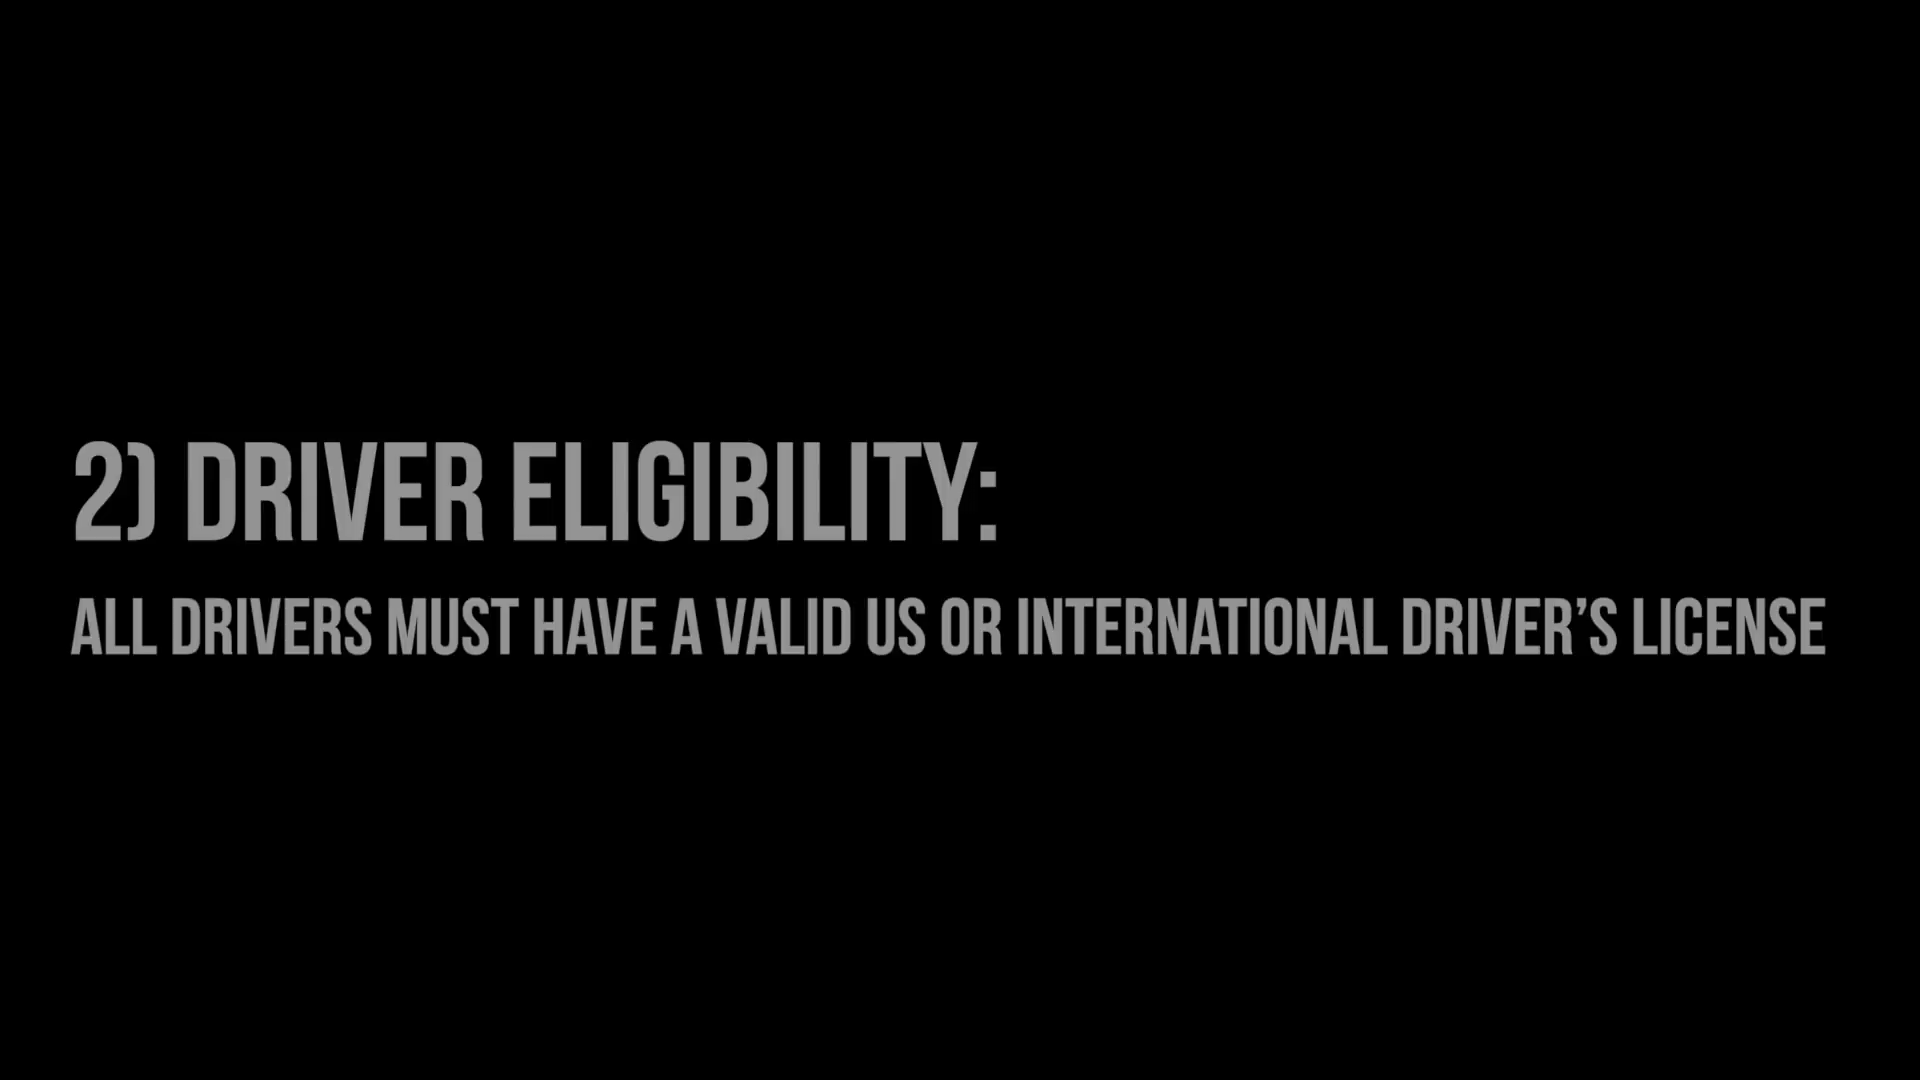 2) DRIVER ELIGIBILITY:
ALL DRIVERS MUST HAVE A VALID US OR INTERNATIONAL DRIVER’S LICENSE